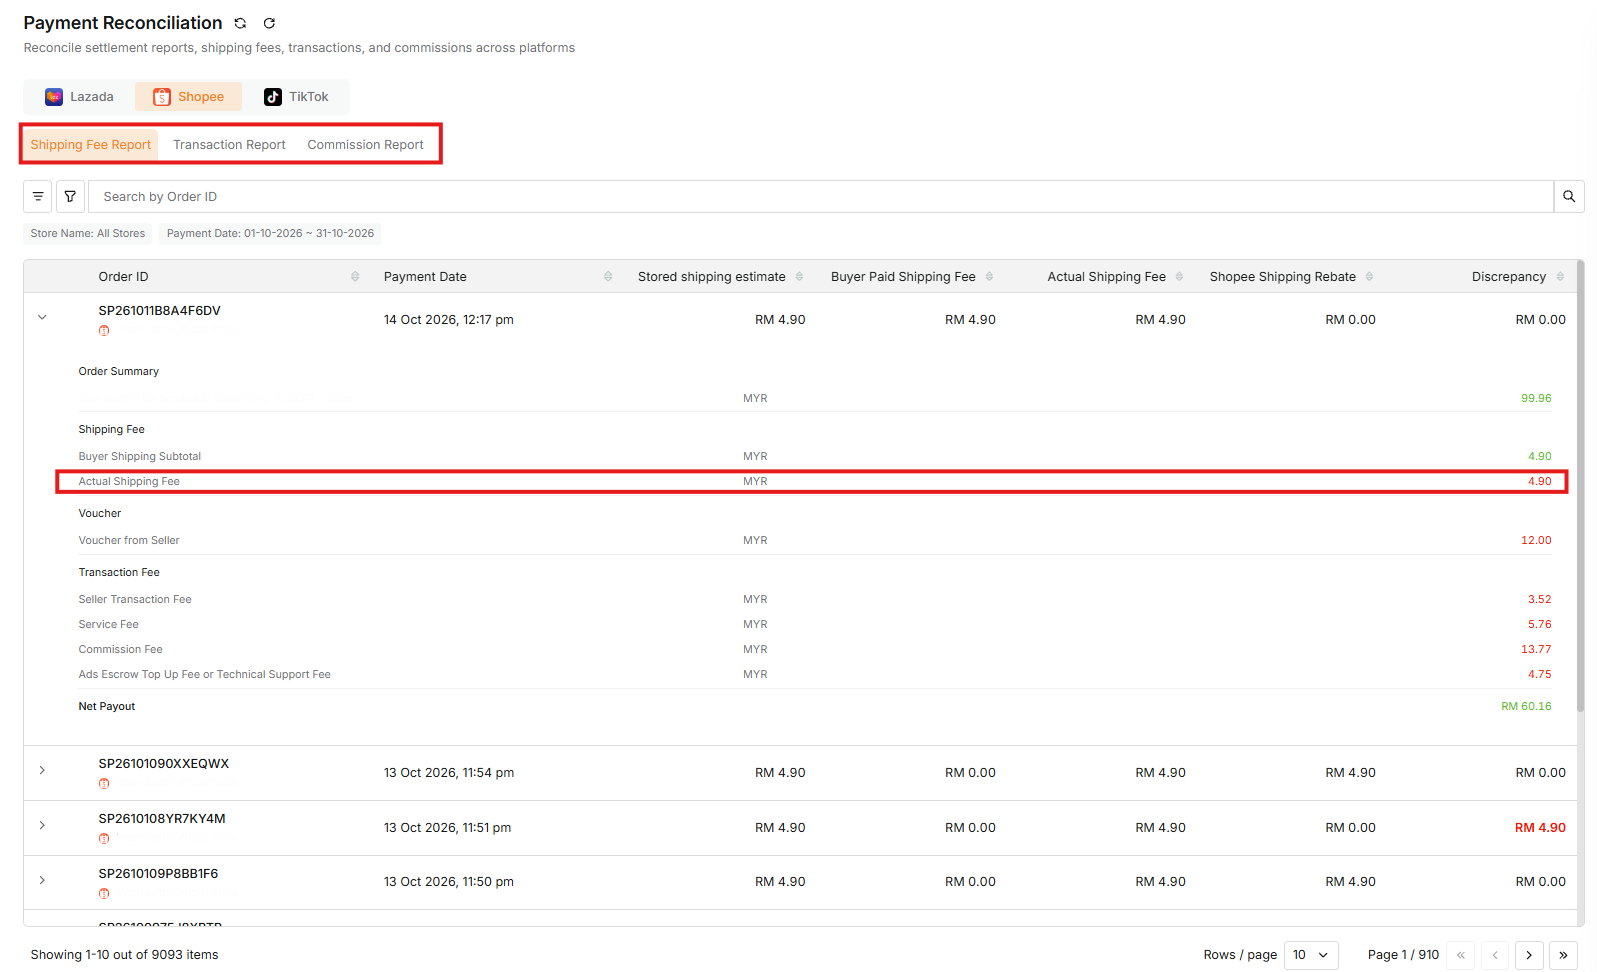 Payment Reconciliation
Reconcile settlement reports, shipping fees, transactions, and commissions across platforms
Lazada Shopee TikTok
Shipping Fee Report Transaction Report Commission Report
Search by Order ID
Store Name: All Stores Payment Date: 01-10-2026 ~ 31-10-2026
Order ID Payment Date Stored shipping estimate Buyer Paid Shipping Fee Actual Shipping Fee Shopee Shipping Rebate Discrepancy
SP261011B8A4F6DV 14 Oct 2026, 12:17 pm RM 4.90 RM 4.90 RM 4.90 RM 0.00 RM 0.00
Order Summary
MYR 99.96
Shipping Fee
Buyer Shipping Subtotal MYR 4.90
Actual Shipping Fee MYR 4.90
Voucher
Voucher from Seller MYR 12.00
Transaction Fee
Seller Transaction Fee MYR 3.52
Service Fee MYR 5.76
Commission Fee MYR 13.77
Ads Escrow Top Up Fee or Technical Support Fee MYR 4.75
Net Payout RM 60.16
SP26101090XXEQWX 13 Oct 2026, 11:54 pm RM 4.90 RM 0.00 RM 4.90 RM 4.90 RM 0.00
SP2610108YR7KY4M 13 Oct 2026, 11:51 pm RM 4.90 RM 0.00 RM 4.90 RM 0.00 RM 4.90
SP2610109P8BB1F6 13 Oct 2026, 11:50 pm RM 4.90 RM 0.00 RM 4.90 RM 4.90 RM 0.00
Showing 1-10 out of 9093 items Rows / page 10 Page 1 / 910 « ‹ › »